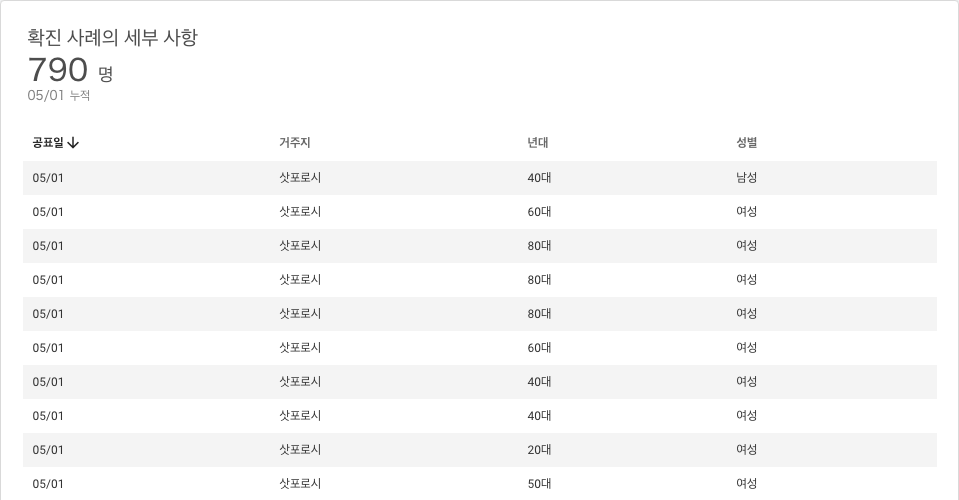 확진 사례의 세부 사항
790 명
05/01 누적
공표일 거주지 년대 성별
05/01 삿포로시 40대 남성
05/01 삿포로시 60대 여성
05/01 삿포로시 80대 여성
05/01 삿포로시 80대 여성
05/01 삿포로시 80대 여성
05/01 삿포로시 60대 여성
05/01 삿포로시 40대 여성
05/01 삿포로시 40대 여성
05/01 삿포로시 20대 여성
05/01 삿포로시 50대 여성